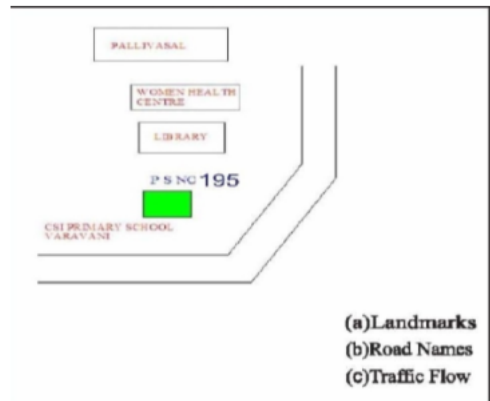 PALLIVASAL
WOMEN HEALTH
CENTRE
LIBRARY
P S NO 195
CSI PRIMARY SCHOOL
VARAVANI
(a)Landmarks
(b)Road Names
(c)Traffic Flow